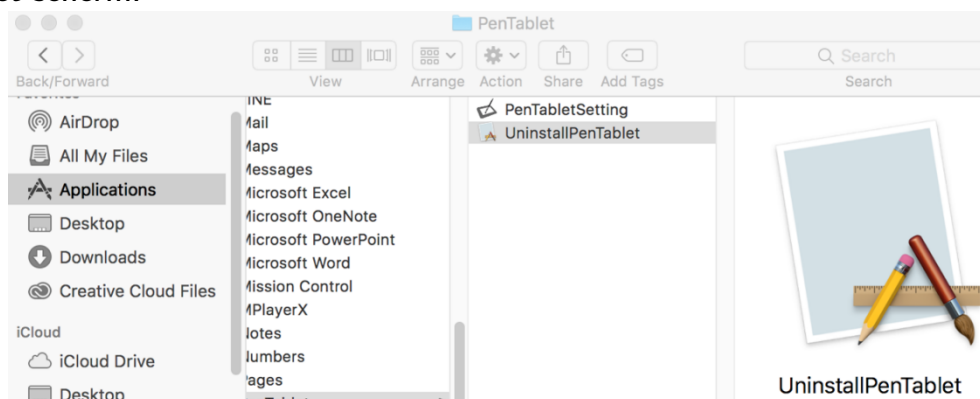 PenTablet
Search
Back/Forward
View
Arrange
Action
Share
Add Tags
Search
AirDrop
All My Files
Applications
Desktop
Downloads
Creative Cloud Files
iCloud
iCloud Drive
Desktop
Mail
Maps
Messages
Microsoft Excel
Microsoft OneNote
Microsoft PowerPoint
Microsoft Word
Mission Control
MPlayerX
Notes
Numbers
Pages
PenTabletSetting
UninstallPenTablet
UninstallPenTablet